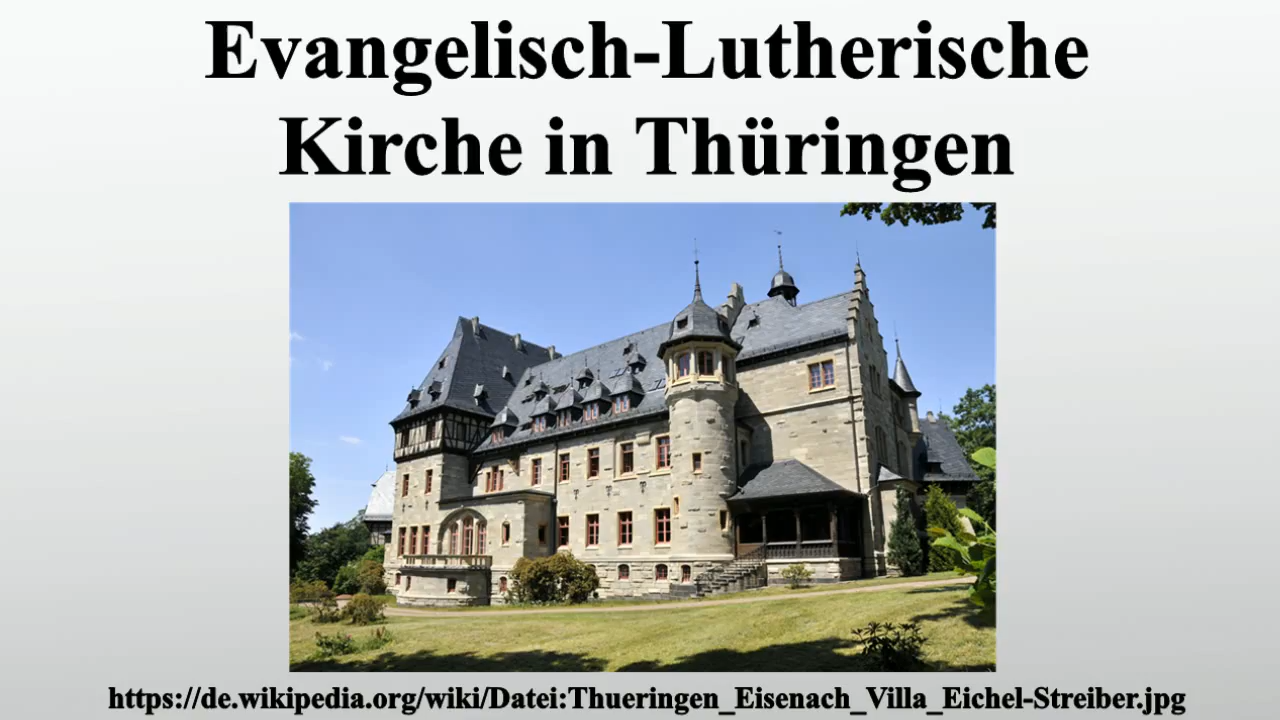 Evangelisch-Lutherische
Kirche in Thüringen
https://de.wikipedia.org/wiki/Datei:Thueringen_Eisenach_Villa_Eichel-Streiber.jpg